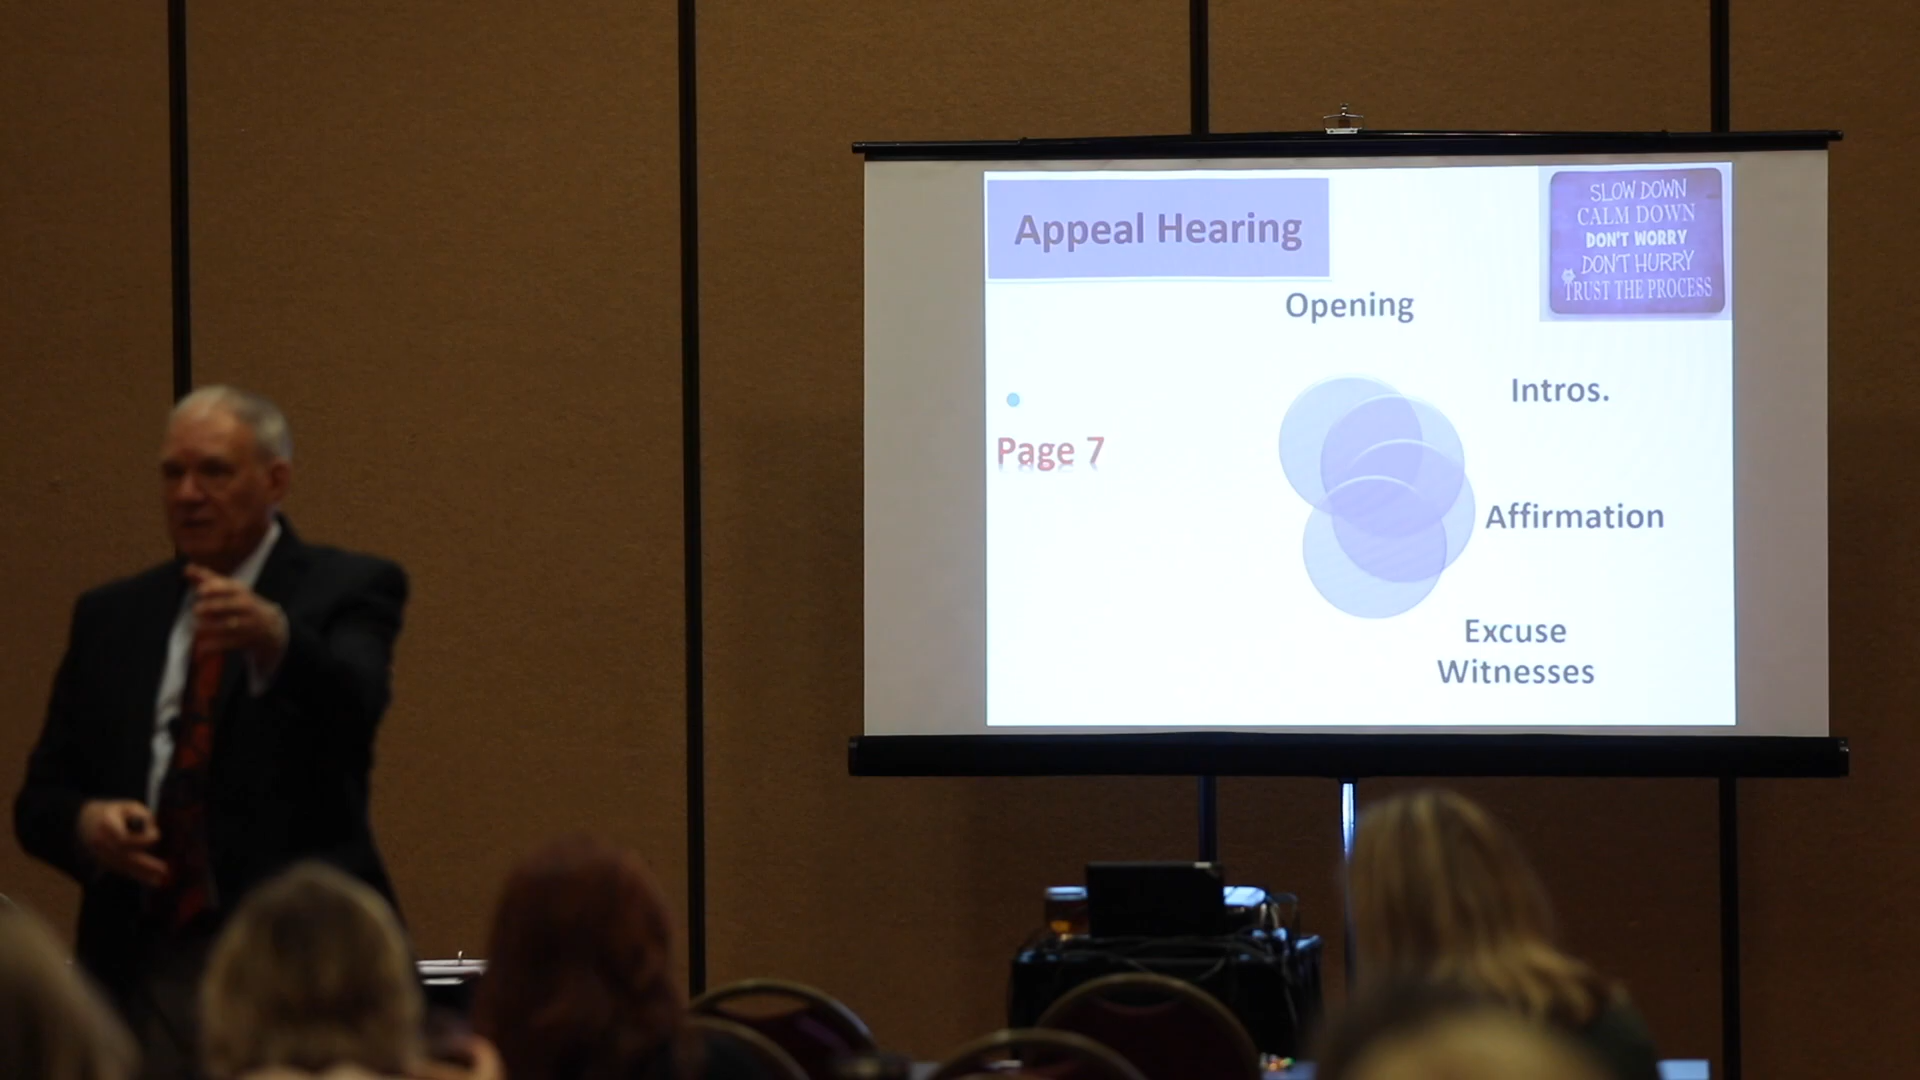 Appeal Hearing
SLOW DOWN
CALM DOWN
DON'T WORRY
DON'T HURRY
TRUST THE PROCESS
Opening
Intros.
Page 7
Affirmation
Excuse
Witnesses